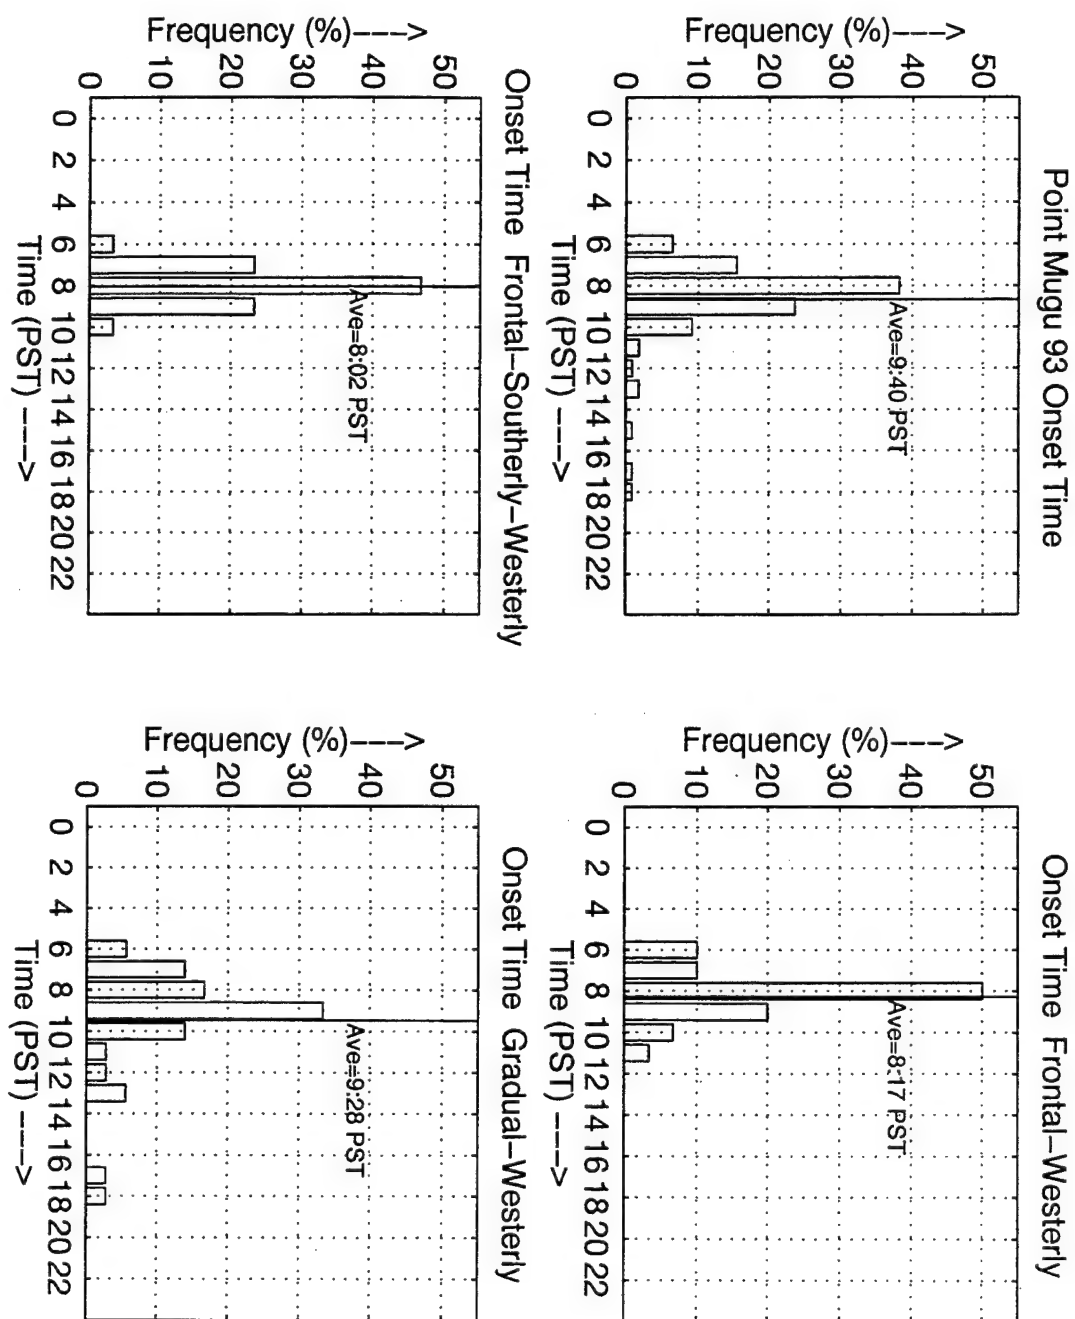 Point Mugu 93 Onset Time
Frequency (%)--->
50
40
30
20
10
0
Ave=9:40 PST
0 2 4 6 8 10 12 14 16 18 20 22
Time (PST) --->
Onset Time Frontal-Westerly
Frequency (%)--->
50
40
30
20
10
0
Ave=8:17 PST
0 2 4 6 8 10 12 14 16 18 20 22
Time (PST) --->
Onset Time Frontal-Southerly-Westerly
Frequency (%)--->
50
40
30
20
10
0
Ave=8:02 PST
0 2 4 6 8 10 12 14 16 18 20 22
Time (PST) --->
Onset Time Gradual-Westerly
Frequency (%)--->
50
40
30
20
10
0
Ave=9:28 PST
0 2 4 6 8 10 12 14 16 18 20 22
Time (PST) --->